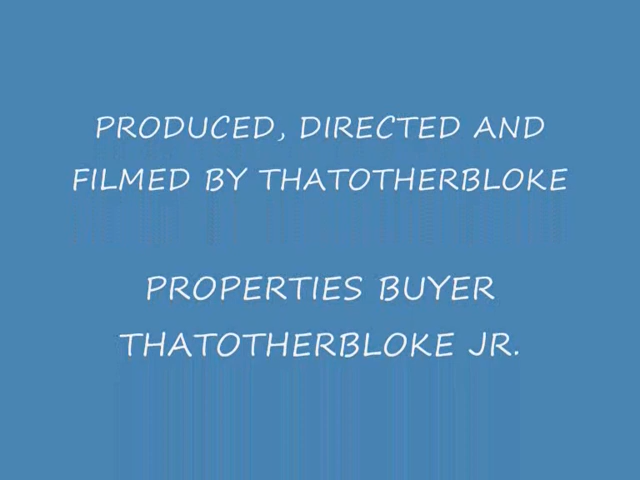 PRODUCED, DIRECTED AND
FILMED BY THATOTHERBLOKE
PROPERTIES BUYER
THATOTHERBLOKE JR.